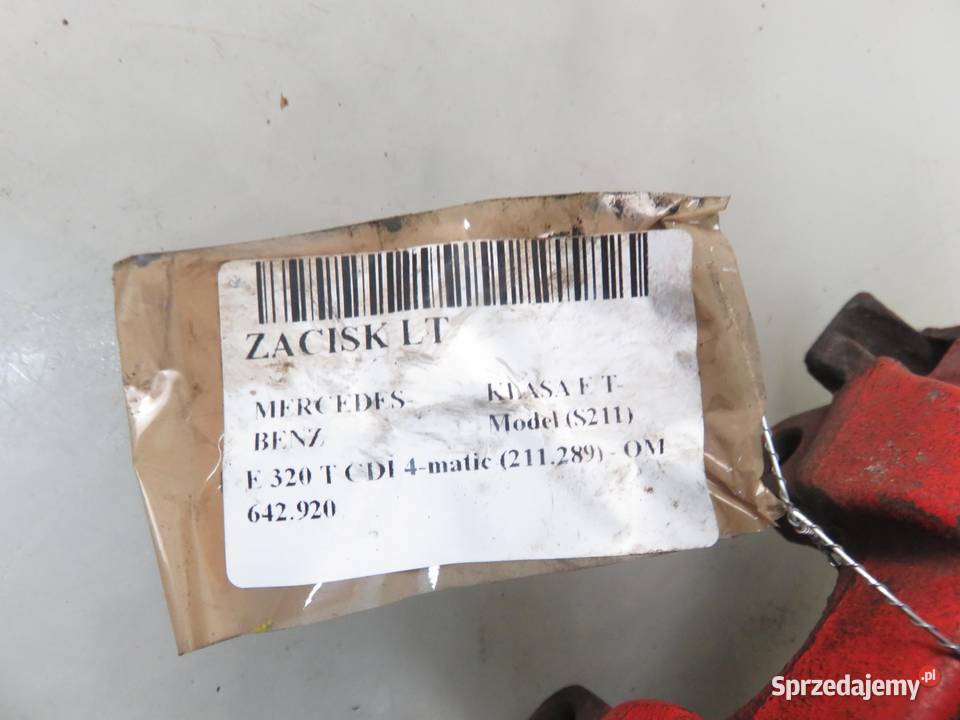 ZACISK LT
MERCEDES-
BENZ
KLASA E T-
Model (S211)
E 320 T CDI 4-matic (211.289) - OM
642.920
Sprzedajemy.pl